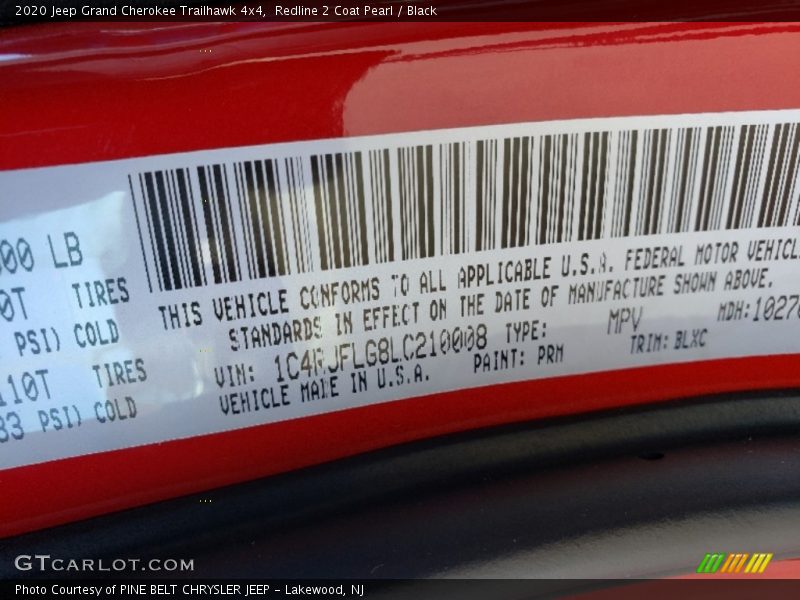 2020 Jeep Grand Cherokee Trailhawk 4x4,  Redline 2 Coat Pearl / Black
00 LB
0T TIRES
PSI) COLD
110T TIRES
83 PSI) COLD
THIS VEHICLE CONFORMS TO ALL APPLICABLE U.S.A. FEDERAL MOTOR VEHICL
STANDARDS IN EFFECT ON THE DATE OF MANUFACTURE SHOWN ABOVE.
VIN: 1C4RJFLG8LC210008 TYPE: MPV MDH:10270
VEHICLE MADE IN U.S.A. PAINT: PRM TRIM: BLXC
GTCARLOT.COM
Photo Courtesy of PINE BELT CHRYSLER JEEP - Lakewood, NJ